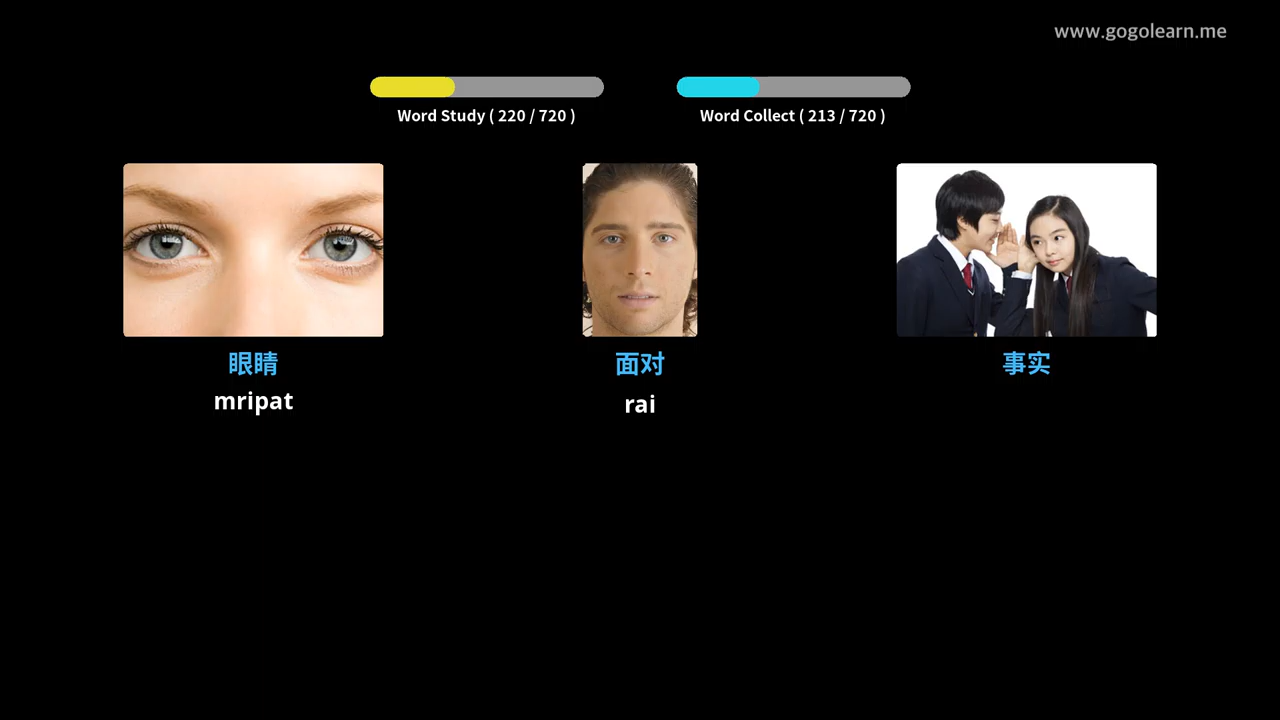 www.gogolearn.me
Word Study ( 220 / 720 )
Word Collect ( 213 / 720 )
眼睛
mripat
面对
rai
事实